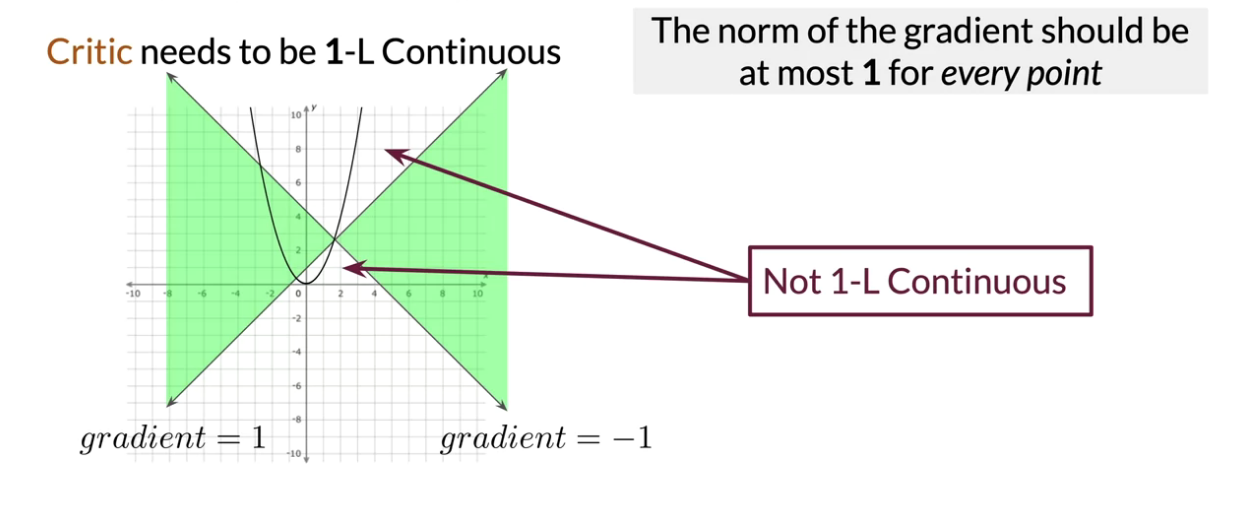 Critic needs to be 1-L Continuous
The norm of the gradient should be
at most 1 for every point
y
10
8
6
4
2
-10 -8 -6 -4 -2 0 2 4 6 8 10 x
-2
-4
-6
-8
-10
Not 1-L Continuous
gradient = 1
gradient = −1